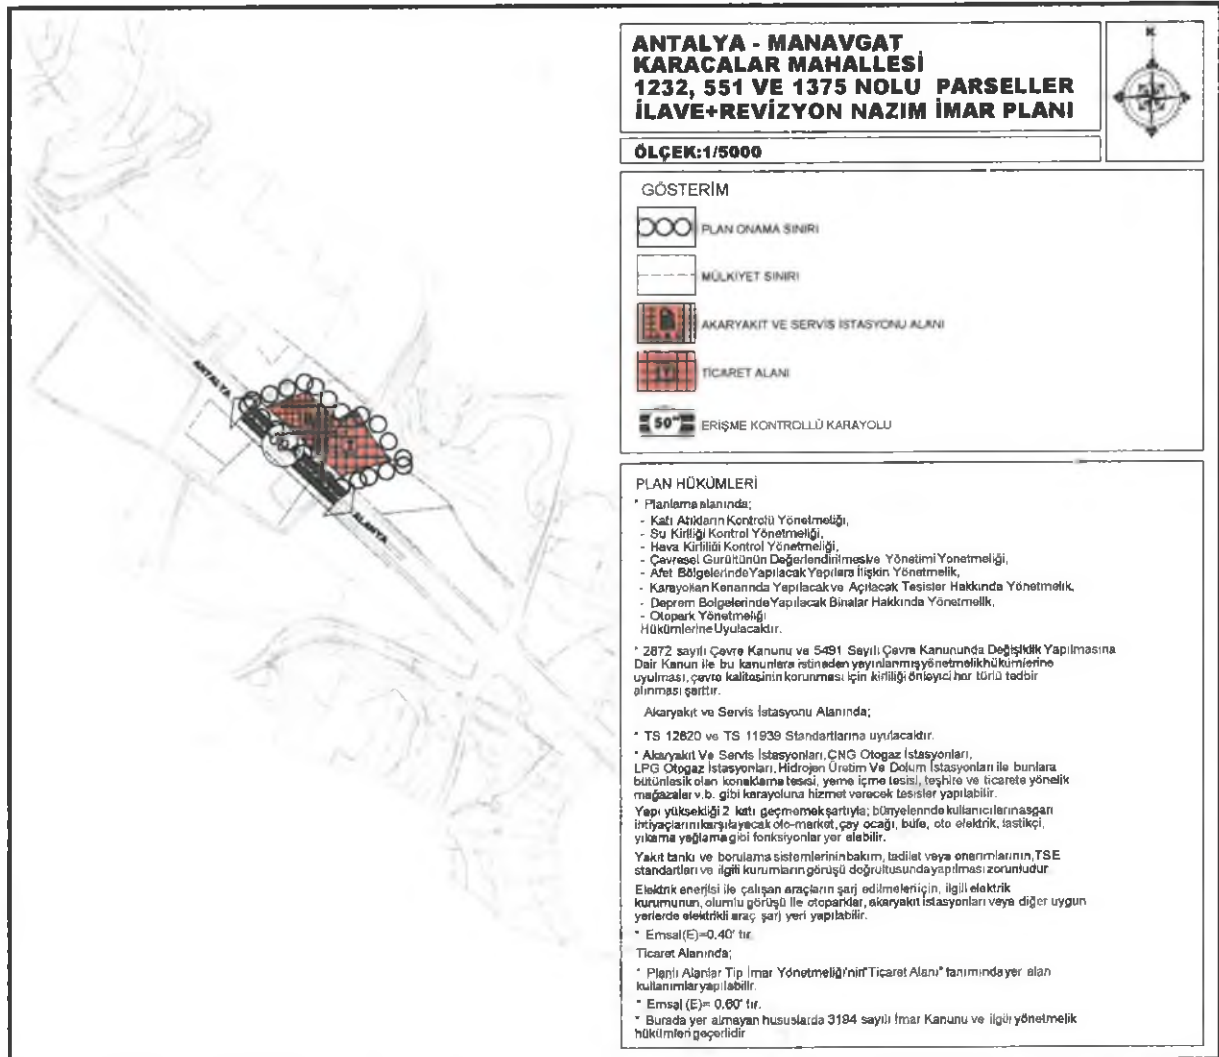 ANTALYA - MANAVGAT
KARACALAR MAHALLESİ
1232, 551 VE 1375 NOLU PARSELLER
İLAVE+REVİZYON NAZIM İMAR PLANI
K
ÖLÇEK:1/5000
GÖSTERİM
PLAN ONAMA SINIRI
MÜLKİYET SINIRI
AKARYAKIT VE SERVİS İSTASYONU ALANI
T
TİCARET ALANI
50
ERİŞME KONTROLLÜ KARAYOLU
ANTALYA
T
ALANYA
PLAN HÜKÜMLERİ
* Planlama alanında;
- Katı Atıkların Kontrolü Yönetmeliği,
- Su Kirliği Kontrol Yönetmeliği,
- Hava Kirliliği Kontrol Yönetmeliği,
- Çevresel Gürültünün Değerlendirilmesi ve Yönetimi Yönetmeliği,
- Afet Bölgelerinde Yapılacak Yapılara İlişkin Yönetmelik,
- Karayolları Kenarında Yapılacak ve Açılacak Tesisler Hakkında Yönetmelik,
- Deprem Bölgelerinde Yapılacak Binalar Hakkında Yönetmelik,
- Otopark Yönetmeliği
Hükümlerine Uyulacaktır.
* 2872 sayılı Çevre Kanunu ve 5491 Sayılı Çevre Kanununda Değişiklik Yapılmasına
Dair Kanun ile bu kanunlara istinaden yayınlanmış yönetmelik hükümlerine
uyulması, çevre kalitesinin korunması için kirliliği önleyici her türlü tedbir
alınması şarttır.
Akaryakıt ve Servis İstasyonu Alanında;
* TS 12820 ve TS 11939 Standartlarına uyulacaktır.
* Akaryakıt Ve Servis İstasyonları, CNG Otogaz İstasyonları,
LPG Otogaz İstasyonları, Hidrojen Üretim Ve Dolum İstasyonları ile bunlara
bütünleşik olan konaklama tesisi, yeme içme tesisi, teşhire ve ticarete yönelik
mağazalar v.b. gibi karayoluna hizmet verecek tesisler yapılabilir.
Yapı yüksekliği 2 katı geçmemek şartıyla; bünyelerinde kullanıcıların asgari
ihtiyaçlarını karşılayacak oto-market, çay ocağı, büfe, oto elektrik, lastikçi,
yıkama yağlama gibi fonksiyonlar yer alabilir.
Yakıt tankı ve borulama sistemlerinin bakım, tadilat veya onarımlarının, TSE
standartları ve ilgili kurumların görüşü doğrultusunda yapılması zorunludur
Elektrik enerjisi ile çalışan araçların şarj edilmeleri için, ilgili elektrik
kurumunun, olumlu görüşü ile otoparklar, akaryakıt istasyonları veya diğer uygun
yerlerde elektrikli araç şarj yeri yapılabilir.
* Emsal(E)=0.40' tır.
Ticaret Alanında;
* Planlı Alanlar Tip İmar Yönetmeliği'nin "Ticaret Alanı" tanımında yer alan
kullanımlar yapılabilir.
* Emsal (E)= 0.60' tır.
* Burada yer almayan hususlarda 3194 sayılı İmar Kanunu ve ilgili yönetmelik
hükümleri geçerlidir